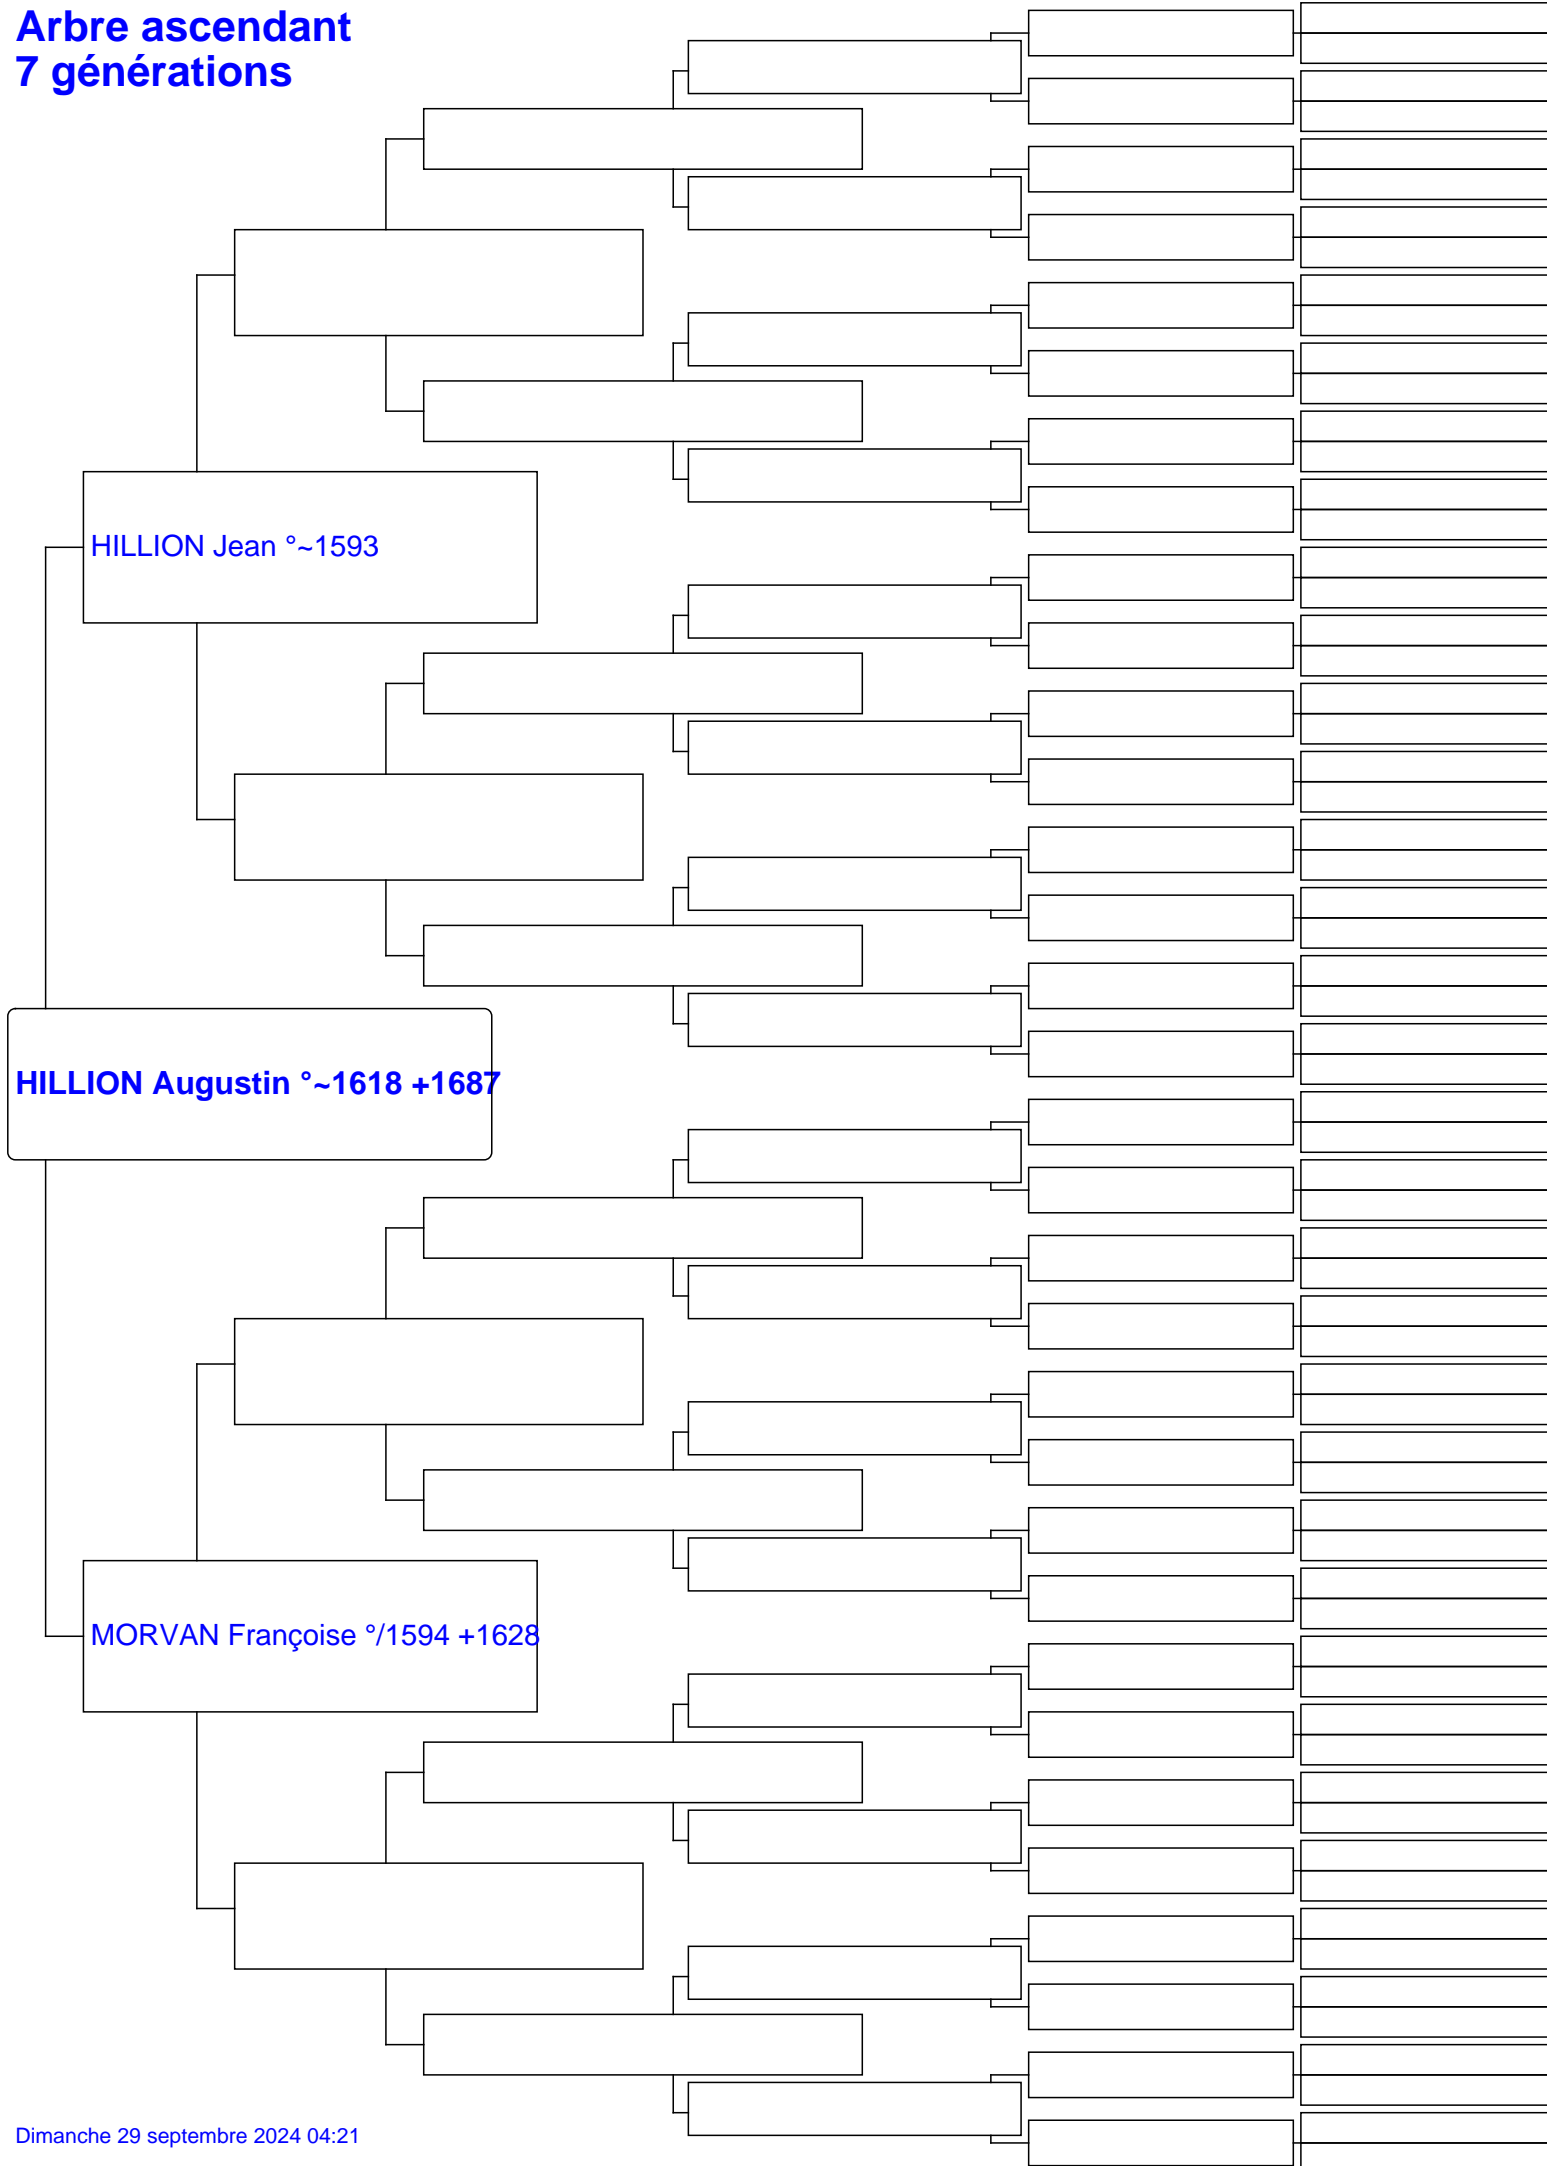 Arbre ascendant
7 générations
HILLION Jean °~1593
HILLION Augustin °~1618 +1687
MORVAN Françoise °/1594 +1628
Dimanche 29 septembre 2024 04:21